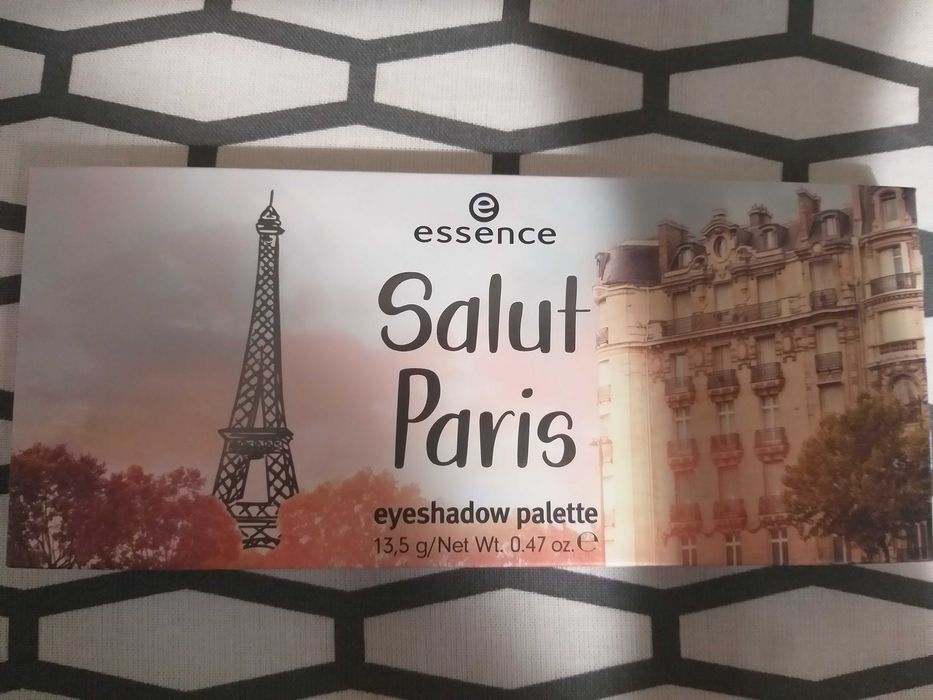 e
essence
Salut
Paris
eyeshadow palette
13,5 g/Net Wt. 0.47 oz.℮